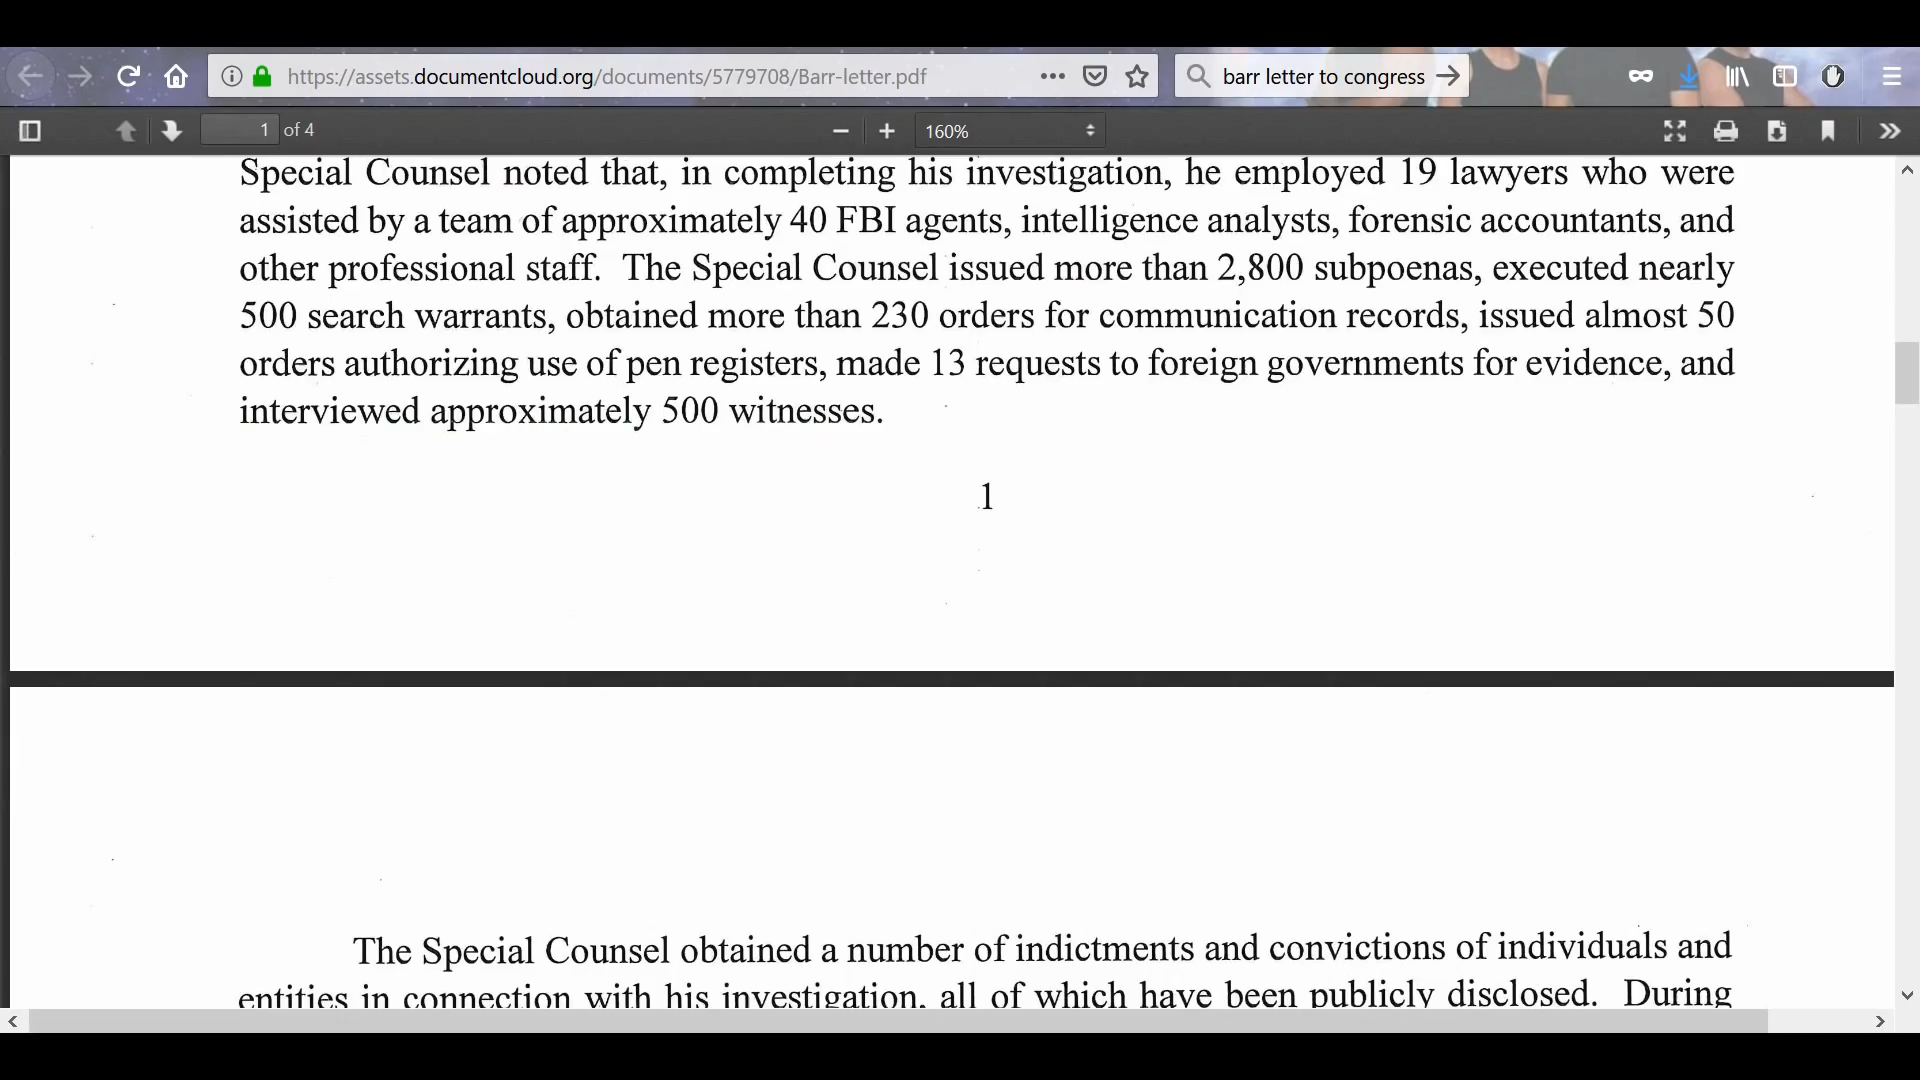 https://assets.documentcloud.org/documents/5779708/Barr-letter.pdf
barr letter to congress
1 of 4
160%
Special Counsel noted that, in completing his investigation, he employed 19 lawyers who were
assisted by a team of approximately 40 FBI agents, intelligence analysts, forensic accountants, and
other professional staff. The Special Counsel issued more than 2,800 subpoenas, executed nearly
500 search warrants, obtained more than 230 orders for communication records, issued almost 50
orders authorizing use of pen registers, made 13 requests to foreign governments for evidence, and
interviewed approximately 500 witnesses.
1
The Special Counsel obtained a number of indictments and convictions of individuals and
entities in connection with his investigation, all of which have been publicly disclosed. During